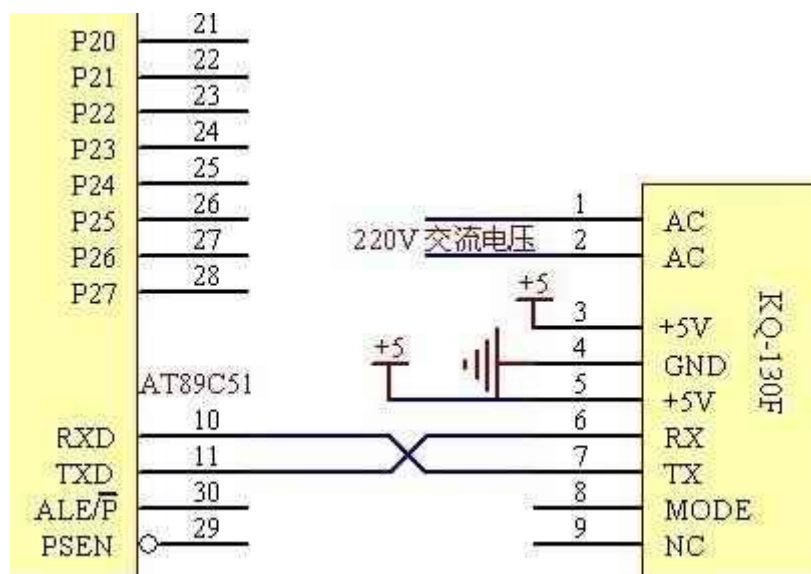 21
P20
22
P21
23
P22
24
P23
25
P24
26
P25
27
P26
28
P27
AT89C51
10
RXD
11
TXD
30
ALE/P̅
29
PSEN
220V 交流电压
1
AC
2
AC
+5
3
+5V
4
GND
+5
5
+5V
6
RX
7
TX
8
MODE
9
NC
KQ-130F